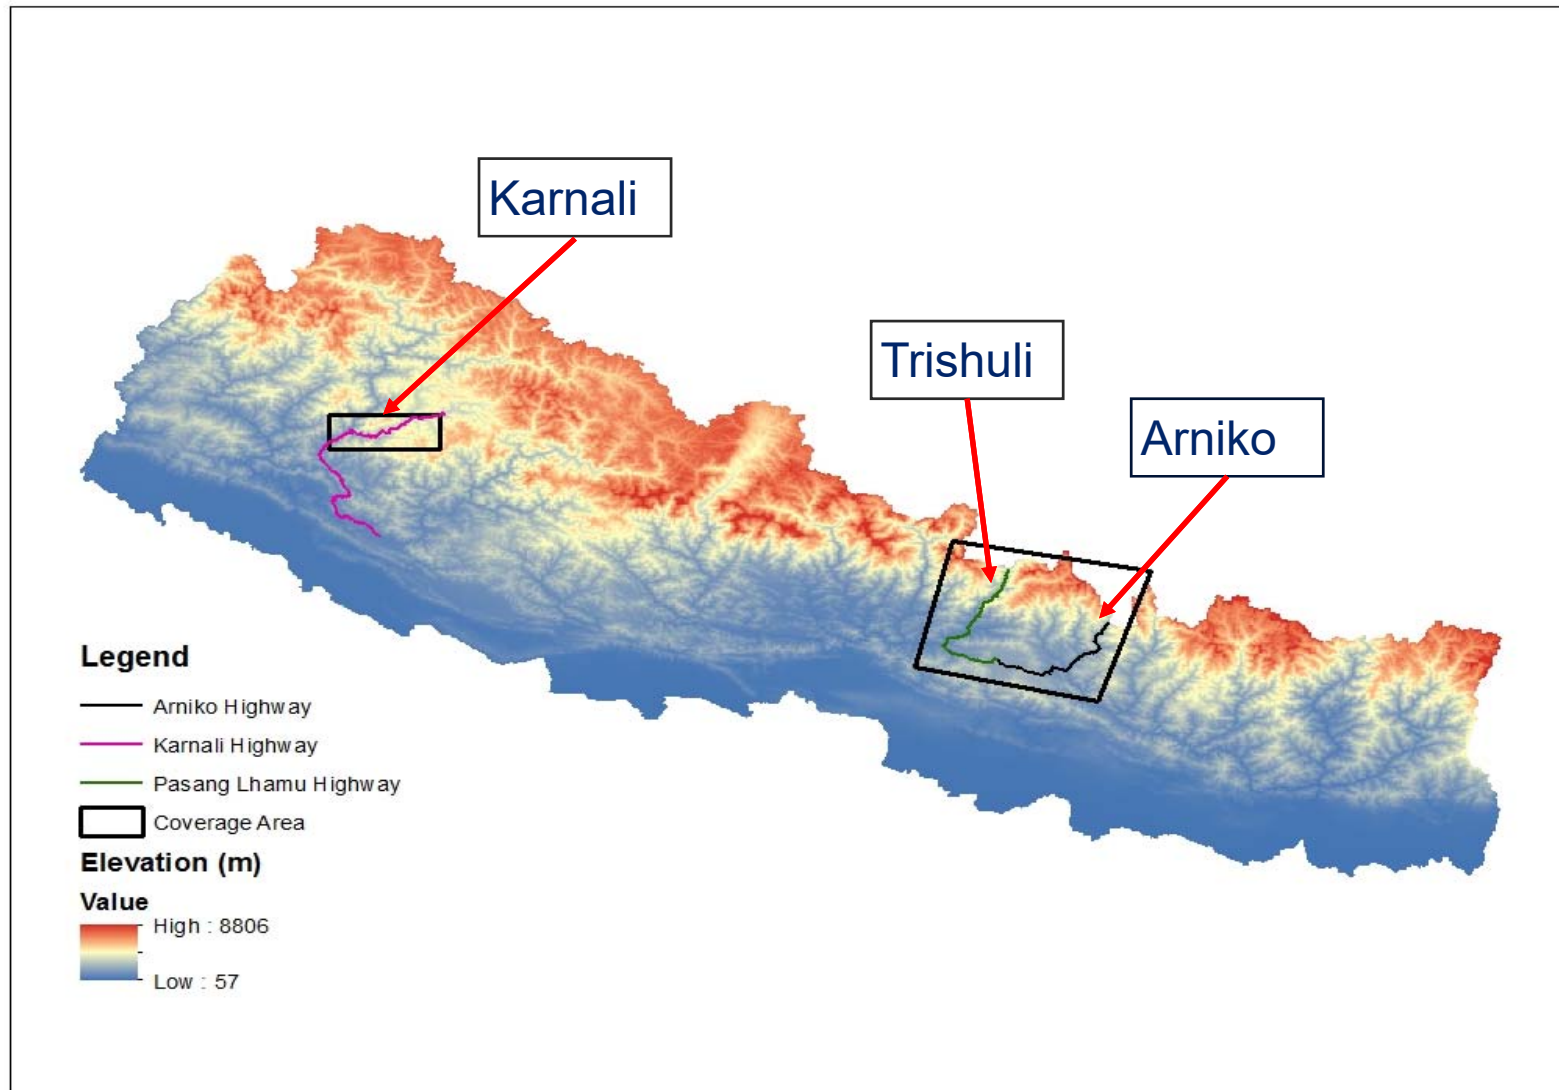 Karnali
Trishuli
Arniko
Legend
Arniko Highway
Karnali Highway
Pasang Lhamu Highway
Coverage Area
Elevation (m)
Value
High : 8806
Low : 57